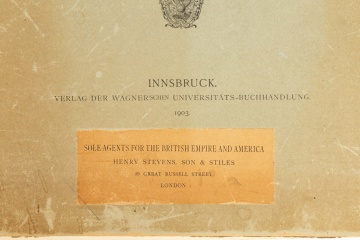 INNSBRUCK.
VERLAG DER WAGNER'SCHEN UNIVERSITÄTS-BUCHHANDLUNG.
1903.
SOLE AGENTS FOR THE BRITISH EMPIRE AND AMERICA
HENRY STEVENS, SON & STILES
39 GREAT RUSSELL STREET,
LONDON